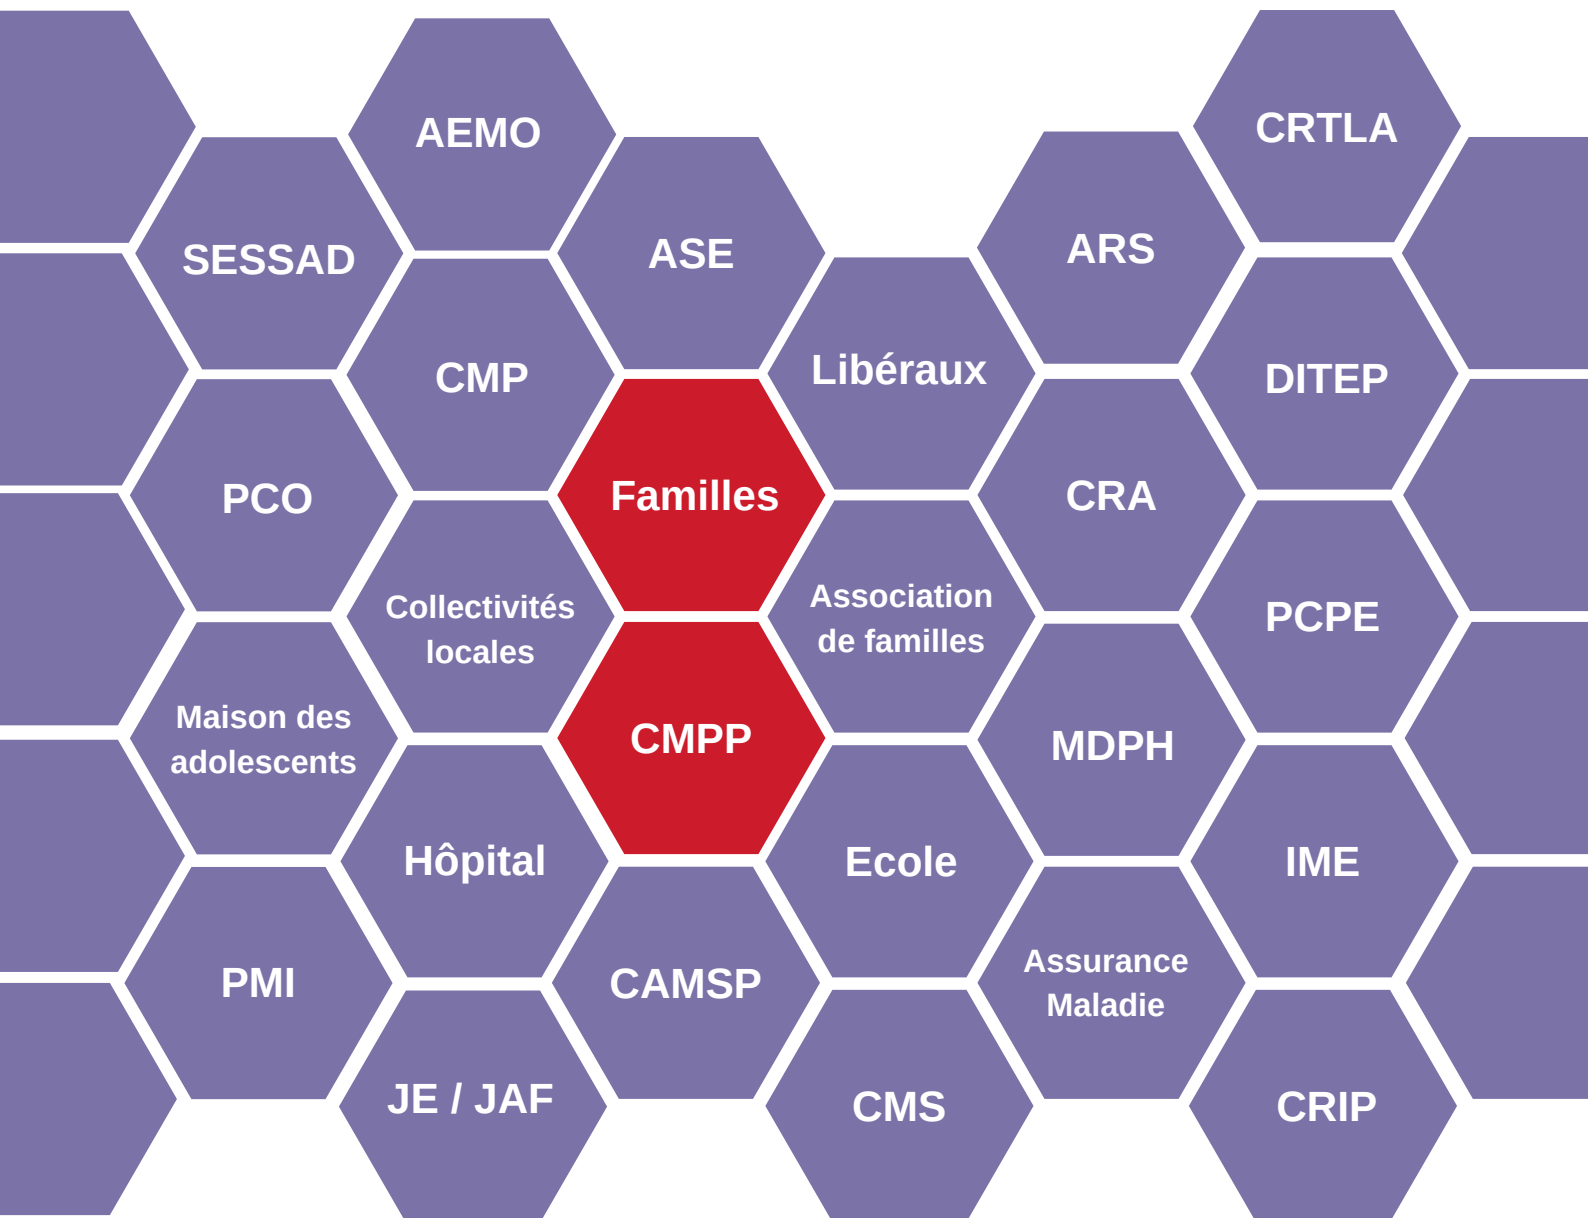 AEMO
CRTLA
SESSAD
ASE
ARS
CMP
Libéraux
DITEP
PCO
Familles
CRA
Collectivités
locales
Association
de familles
PCPE
Maison des
adolescents
CMPP
MDPH
Hôpital
Ecole
IME
PMI
CAMSP
Assurance
Maladie
JE / JAF
CMS
CRIP